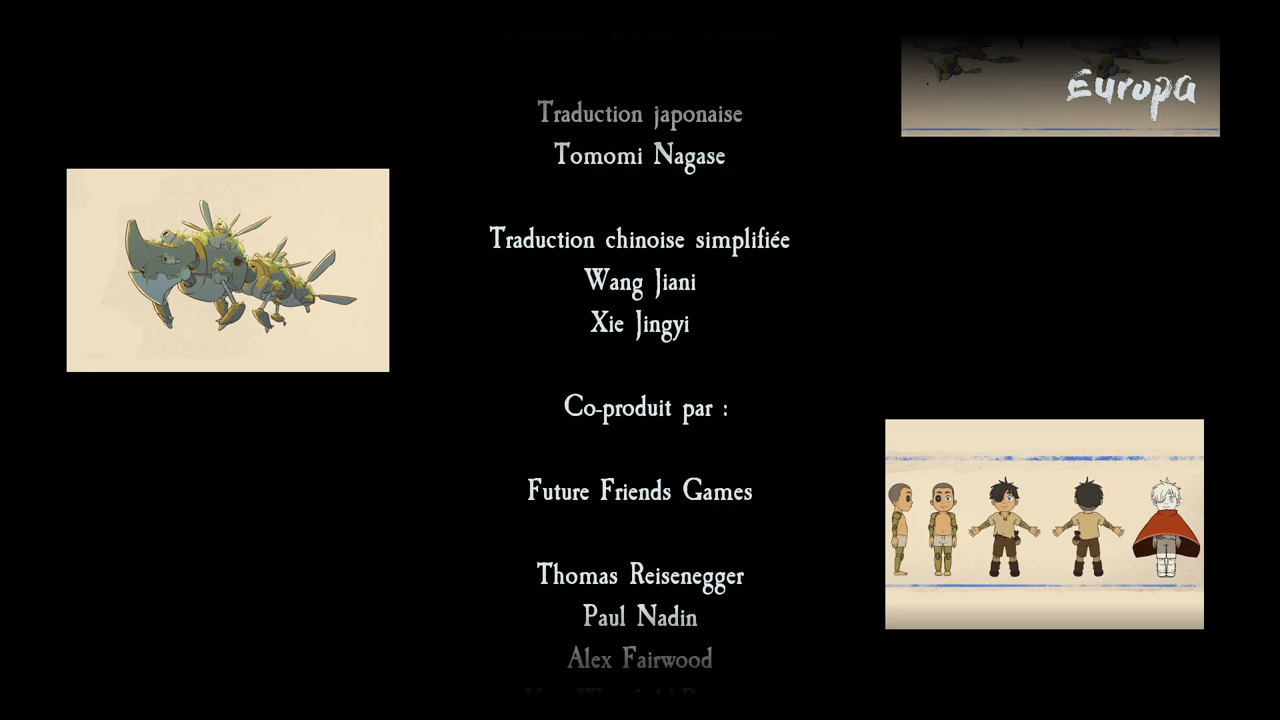 Europa
Traduction japonaise
Tomomi Nagase
Traduction chinoise simplifiée
Wang Jiani
Xie Jingyi
Co-produit par :
Future Friends Games
Thomas Reisenegger
Paul Nadin
Alex Fairwood